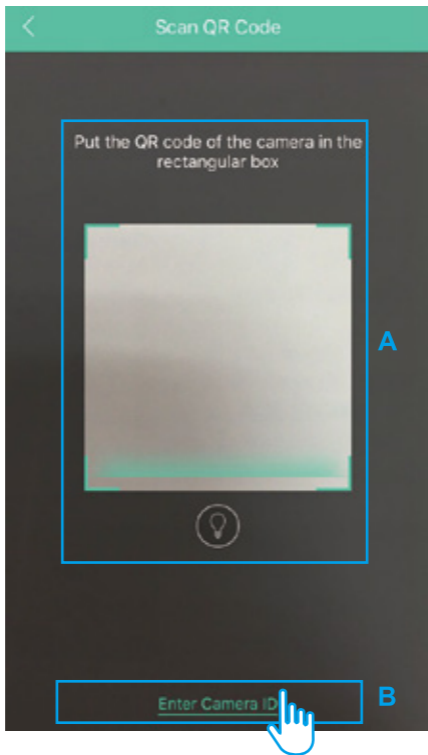 Scan QR Code
Put the QR code of the camera in the
rectangular box
A
Enter Camera ID
B